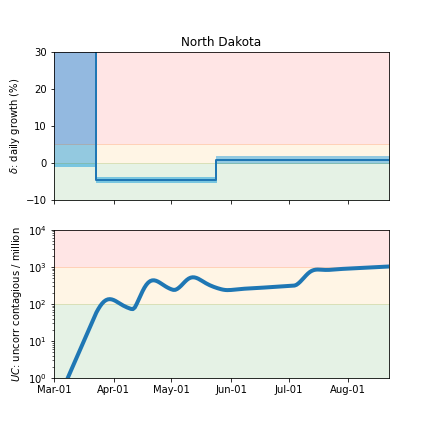 North Dakota
δ: daily growth (%)
30
20
10
0
−10
UC: uncorr contagious / million
10⁴
10³
10²
10¹
10⁰
Mar-01 Apr-01 May-01 Jun-01 Jul-01 Aug-01